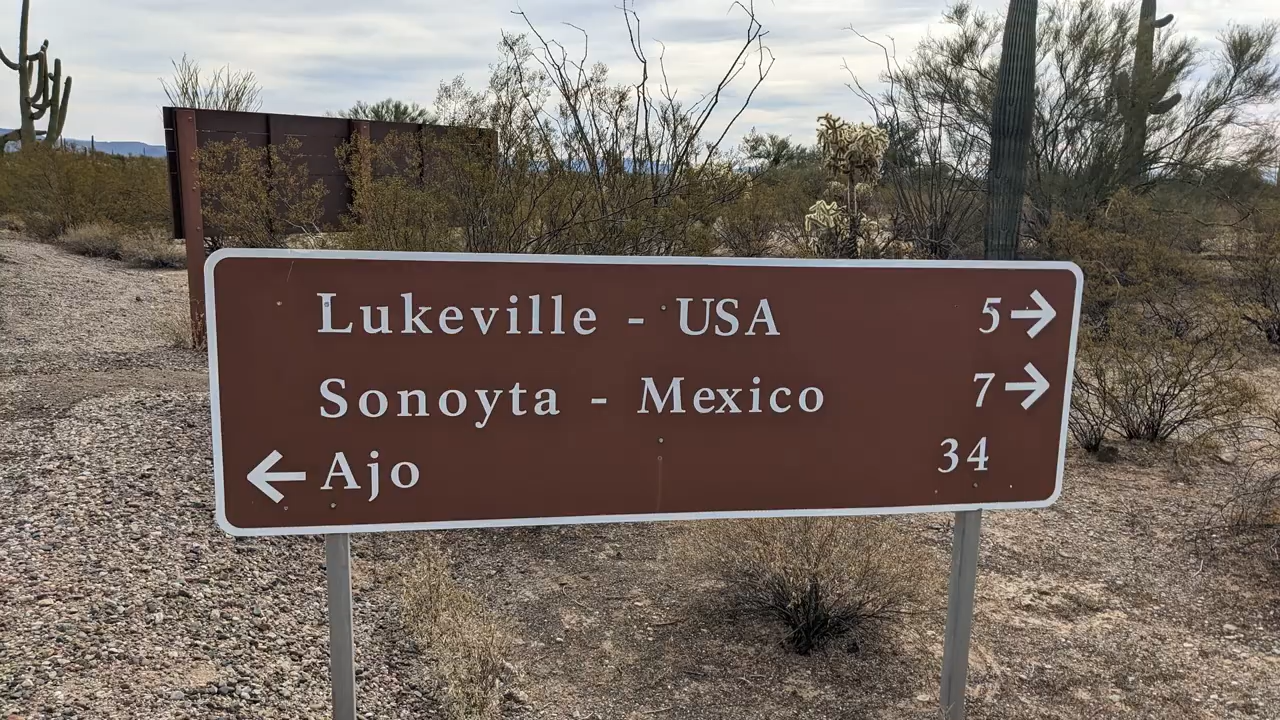 Lukeville - USA 5→
Sonoyta - Mexico 7→
←Ajo 34